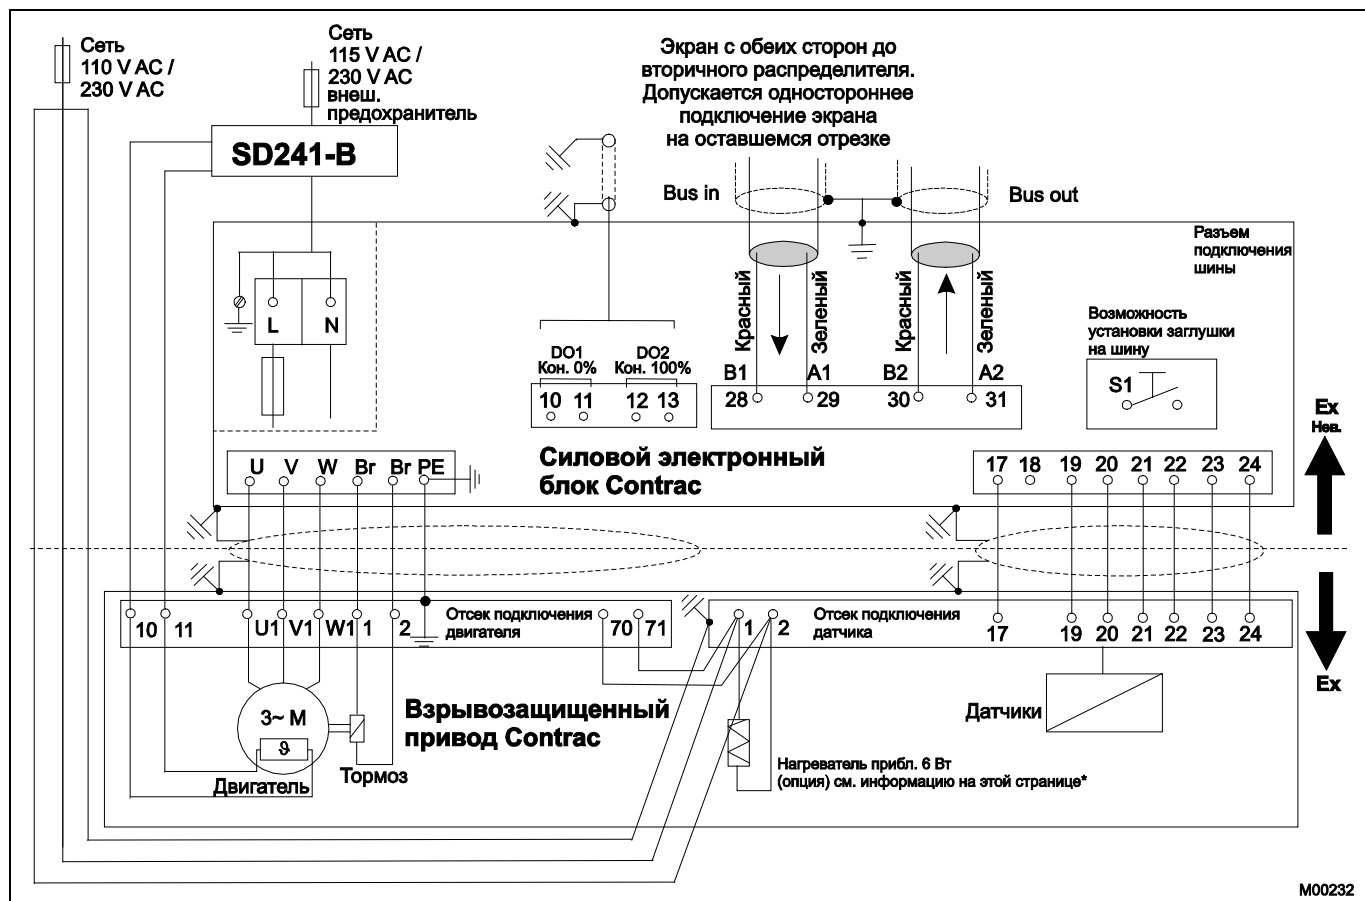 Сеть
110 V AC /
230 V AC
Сеть
115 V AC /
230 V AC
внеш.
предохранитель
SD241-B
Экран с обеих сторон до
вторичного распределителя.
Допускается одностороннее
подключение экрана
на оставшемся отрезке
Bus in
Bus out
Разъем
подключения
шины
L N
Красный
Зеленый
Красный
Зеленый
Возможность
установки заглушки
на шину
S1
DO1
Кон. 0%
DO2
Кон. 100%
10 11 12 13
B1 A1 B2 A2
28 29 30 31
Ex
Нев.
Силовой электронный
блок Contrac
U V W Br Br PE
17 18 19 20 21 22 23 24
10 11 U1 V1 W1 1 2
Отсек подключения
двигателя
70 71
1 2
Отсек подключения
датчика
17 19 20 21 22 23 24
Ex
3~ M
ϑ
Двигатель
Тормоз
Взрывозащищенный
привод Contrac
Датчики
Нагреватель прибл. 6 Вт
(опция) см. информацию на этой странице*
M00232